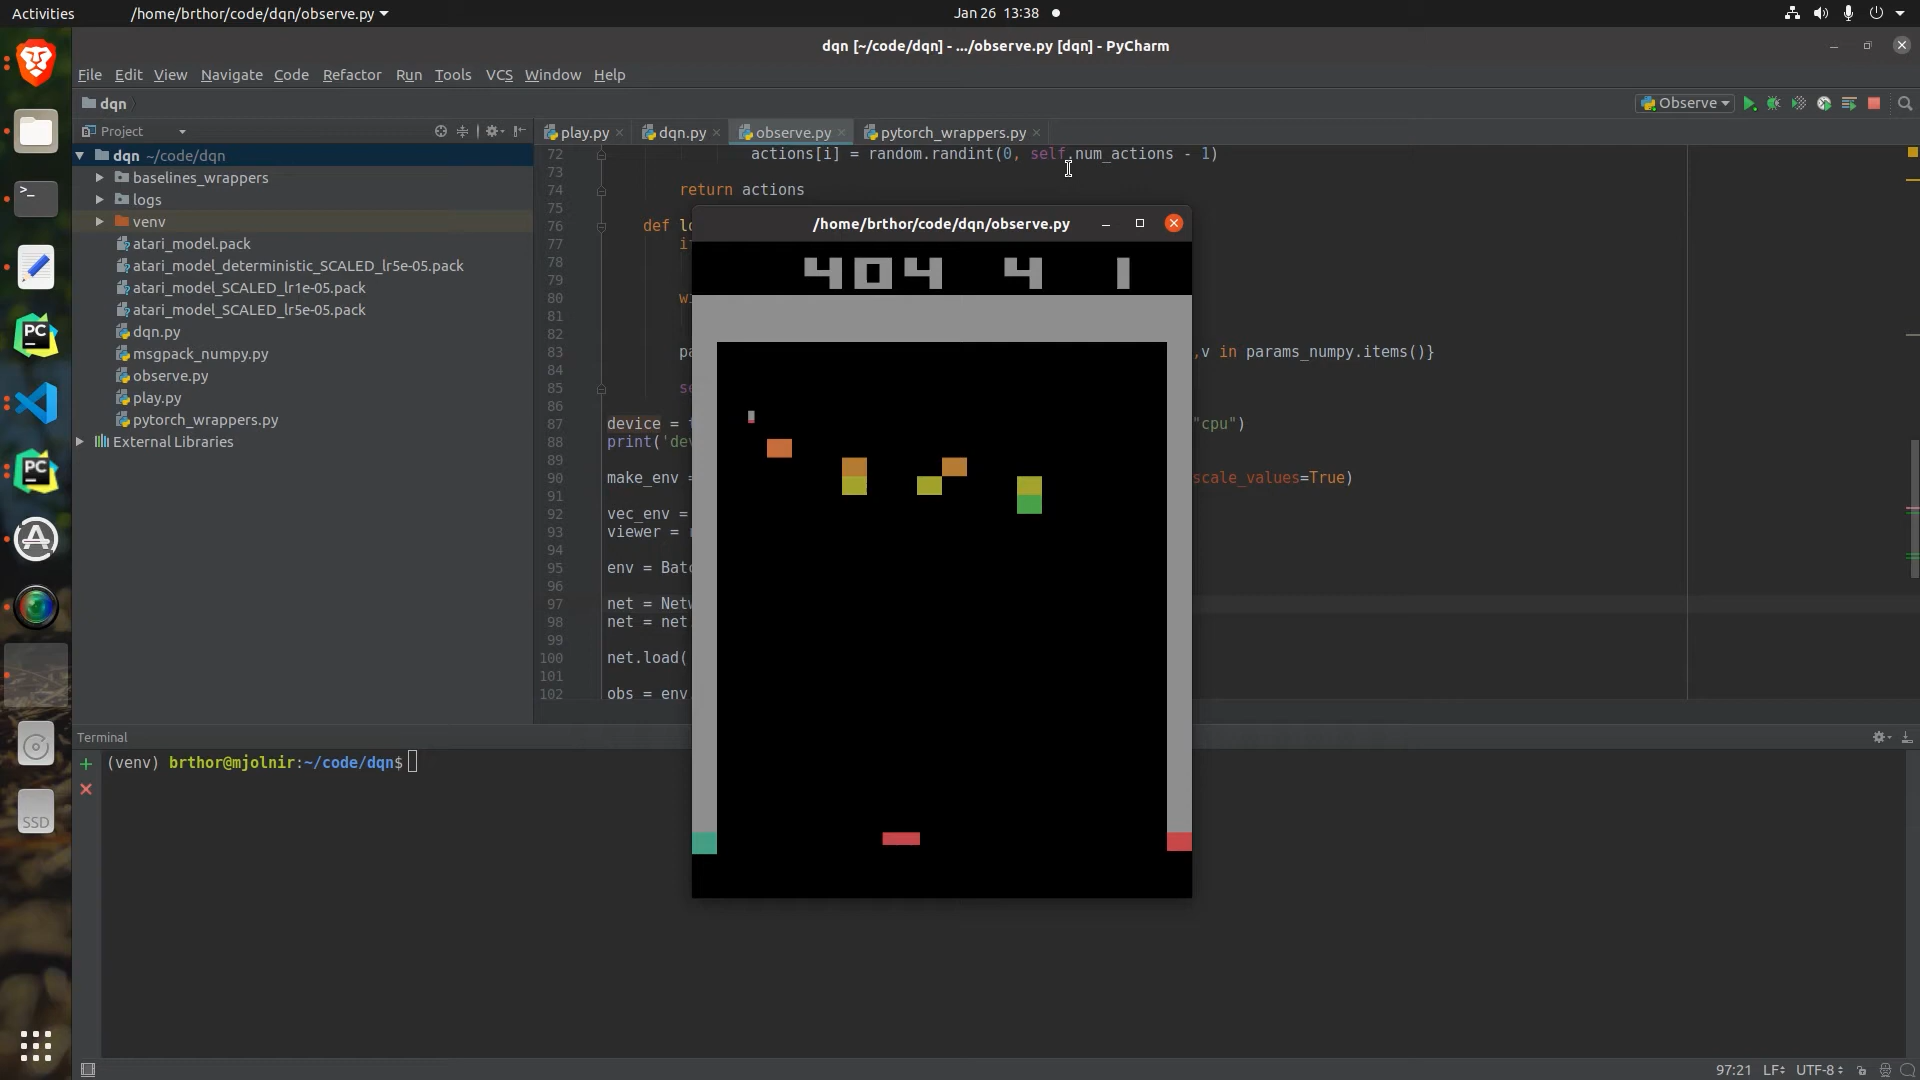 Activities /home/brthor/code/dqn/observe.py Jan 26 13:38
dqn [~/code/dqn] - .../observe.py [dqn] - PyCharm
File Edit View Navigate Code Refactor Run Tools VCS Window Help
dqn Observe
Project play.py dqn.py observe.py pytorch_wrappers.py
dqn ~/code/dqn
baselines_wrappers
logs
venv
atari_model.pack
atari_model_deterministic_SCALED_lr5e-05.pack
atari_model_SCALED_lr1e-05.pack
atari_model_SCALED_lr5e-05.pack
dqn.py
msgpack_numpy.py
observe.py
play.py
pytorch_wrappers.py
External Libraries
72 actions[i] = random.randint(0, self.num_actions - 1)
73
74 return actions
75
76 def
77
78
79
80
81
82
83 ,v in params_numpy.items()}
84
85
86
87 device = "cpu")
88 print('
89
90 make_env = scale_values=True)
91
92 vec_env =
93 viewer =
94
95 env =
96
97 net =
98 net = net.
99
100 net.load(
101
102 obs = env
/home/brthor/code/dqn/observe.py
404 4 1
Terminal
(venv) brthor@mjolnir:~/code/dqn$
PC
PC
SSD
97:21 LF UTF-8